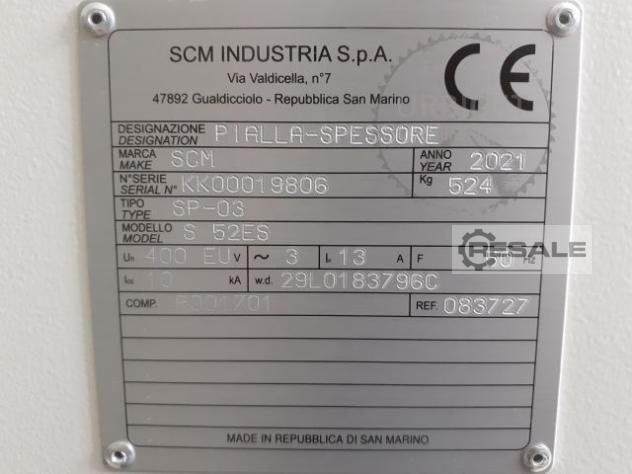 SCM INDUSTRIA S.p.A.
Via Valdicella, n°7
47892 Gualdicciolo - Repubblica San Marino
CE
DESIGNAZIONE PIALLA-SPESSORE
DESIGNATION
MARCA SCM ANNO 2021
MAKE YEAR
N°SERIE KK00019806 Kg 524
SERIAL N°
TIPO SP-03
TYPE
MODELLO S 52ES
MODEL
Un 400 EU V ~ 3 In 13 A F Hz
Icc 10 kA w.d. 29L0183796C
COMP. REF. 083727
RESALE
MADE IN REPUBBLICA DI SAN MARINO